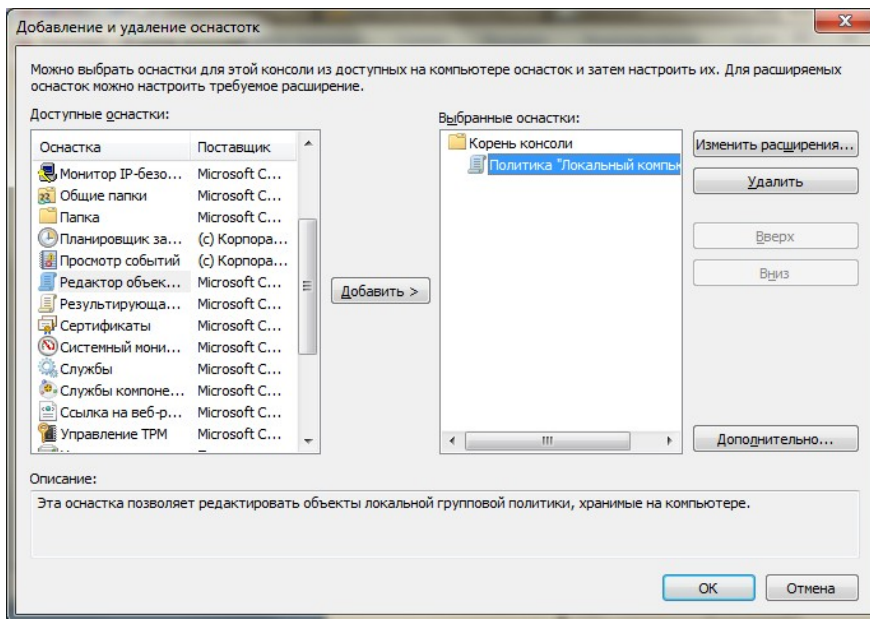 Добавление и удаление оснастотк
Можно выбрать оснастки для этой консоли из доступных на компьютере оснасток и затем настроить их. Для расширяемых
оснасток можно настроить требуемое расширение.
Доступные оснастки:
Оснастка Поставщик
Монитор IP-безо... Microsoft C...
Общие папки Microsoft C...
Папка Microsoft C...
Планировщик за... (c) Корпора...
Просмотр событий (c) Корпора...
Редактор объек... Microsoft C...
Результирующа... Microsoft C...
Сертификаты Microsoft C...
Системный мони... Microsoft C...
Службы Microsoft C...
Службы компоне... Microsoft C...
Ссылка на веб-р... Microsoft C...
Управление TPM Microsoft C...
Добавить >
Выбранные оснастки:
Корень консоли
Политика "Локальный компью
Изменить расширения...
Удалить
Вверх
Вниз
Дополнительно...
Описание:
Эта оснастка позволяет редактировать объекты локальной групповой политики, хранимые на компьютере.
OK
Отмена